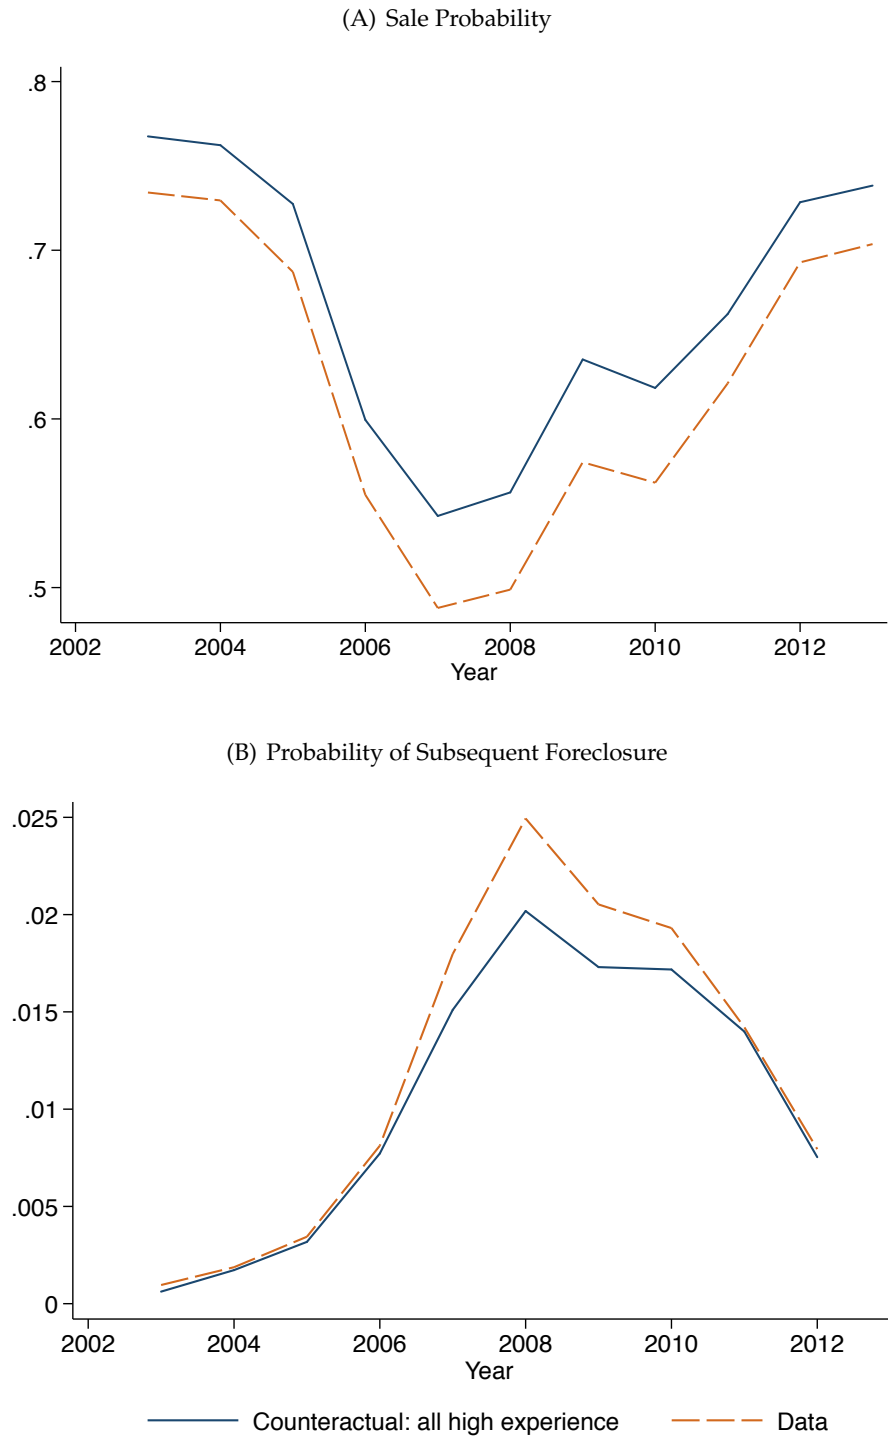 (A) Sale Probability
.8
.7
.6
.5
2002 2004 2006 2008 2010 2012
Year
(B) Probability of Subsequent Foreclosure
.025
.02
.015
.01
.005
0
2002 2004 2006 2008 2010 2012
Year
Counteractual: all high experience Data